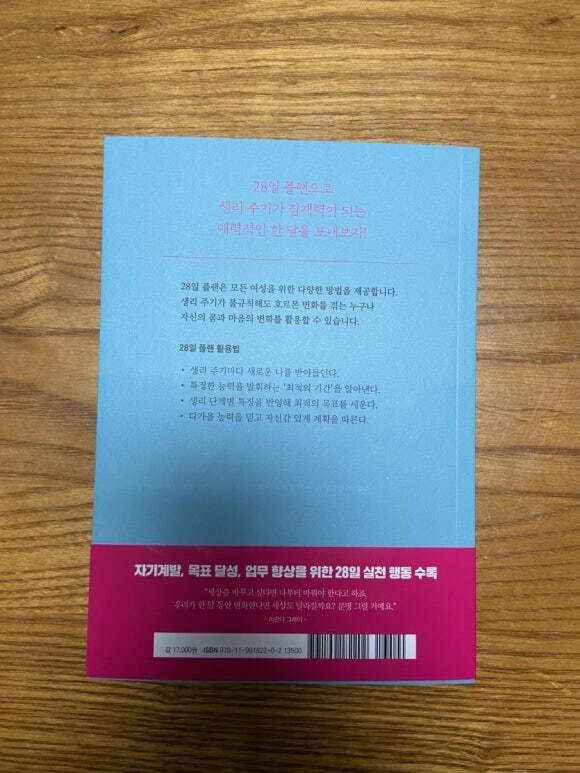 28일 플랜으로
생리 주기가 잠재력이 되는
매력적인 한 달을 보내보자!
28일 플랜은 모든 여성을 위한 다양한 방법을 제공합니다.
생리 주기가 불규칙해도 호르몬 변화를 겪는 누구나
자신의 몸과 마음의 변화를 활용할 수 있습니다.
28일 플랜 활용법
• 생리 주기마다 새로운 나를 받아들인다.
• 특정한 능력을 발휘하는 ‘최적의 기간’을 알아낸다.
• 생리 단계별 특징을 반영해 최적의 목표를 세운다.
• 다가올 능력을 믿고 자신감 있게 계획을 따른다.
자기계발, 목표 달성, 업무 향상을 위한 28일 실천 행동 수록
“세상을 바꾸고 싶다면 나부터 바뀌어야 한다고 하죠.
우리가 한 달 동안 변화한다면 세상도 달라질까요? 분명 그럴 거예요.”
- 미란다 그레이 -
값 17,000원 ISBN 979-11-991822-0-2 13500